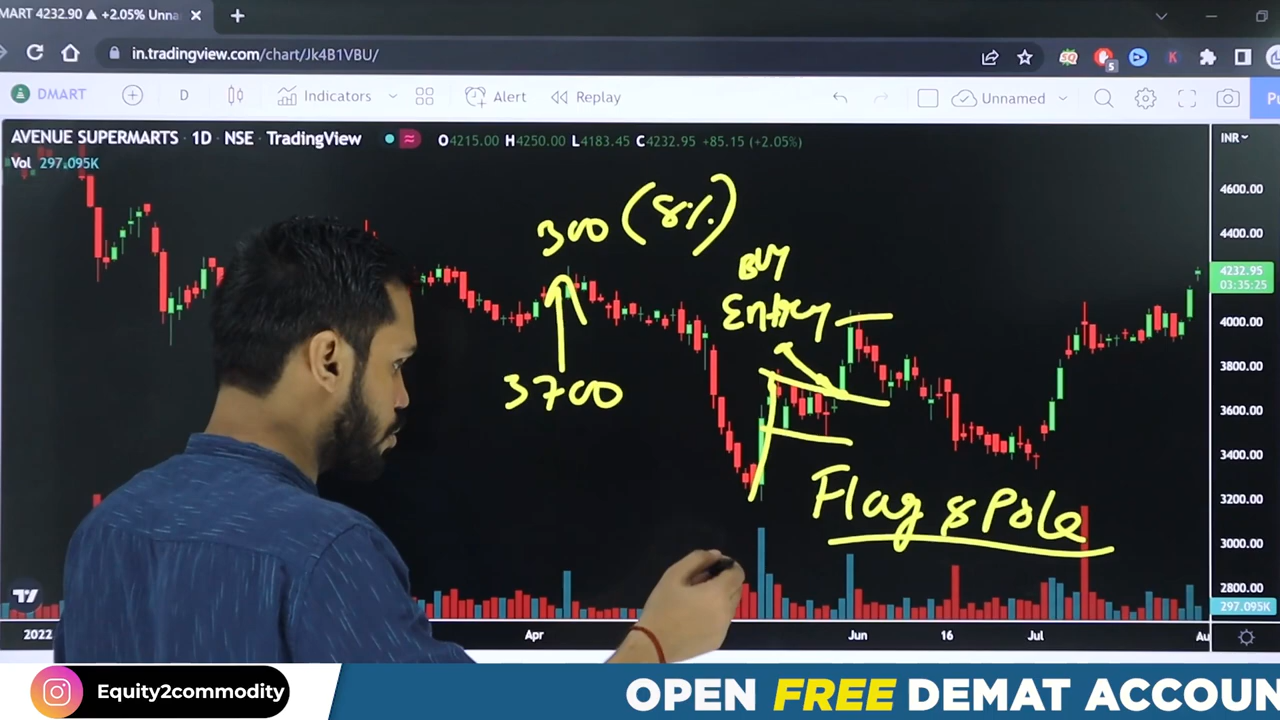 MART 4232.90 ▲ +2.05% Unna
in.tradingview.com/chart/Jk4B1VBU/
DMART D Indicators Alert Replay Unnamed
AVENUE SUPERMARTS · 1D · NSE · TradingView
O4215.00 H4250.00 L4183.45 C4232.95 +85.15 (+2.05%)
INR
Vol 297.095K
4600.00
4400.00
4232.95
03:35:25
4000.00
3800.00
3600.00
3400.00
3200.00
3000.00
2800.00
297.095K
300 (8%)
BUY
Entry
3700
Flag & Pole
2022 Apr Jun 16 Jul Au
Equity2commodity
OPEN FREE DEMAT ACCOUN